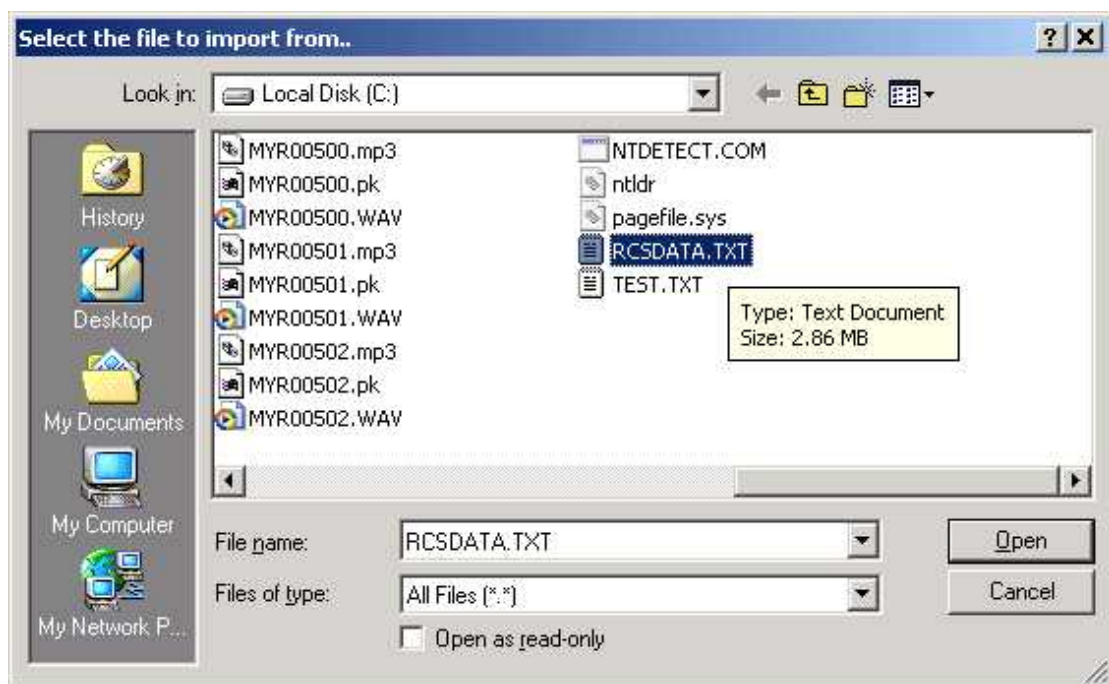 Select the file to import from..
Look in: Local Disk (C:)
History
Desktop
My Documents
My Computer
My Network P...
MYR00500.mp3
MYR00500.pk
MYR00500.WAV
MYR00501.mp3
MYR00501.pk
MYR00501.WAV
MYR00502.mp3
MYR00502.pk
MYR00502.WAV
NTDETECT.COM
ntldr
pagefile.sys
RCSDATA.TXT
TEST.TXT
Type: Text Document
Size: 2.86 MB
File name: RCSDATA.TXT Open
Files of type: All Files (*.*) Cancel
Open as read-only